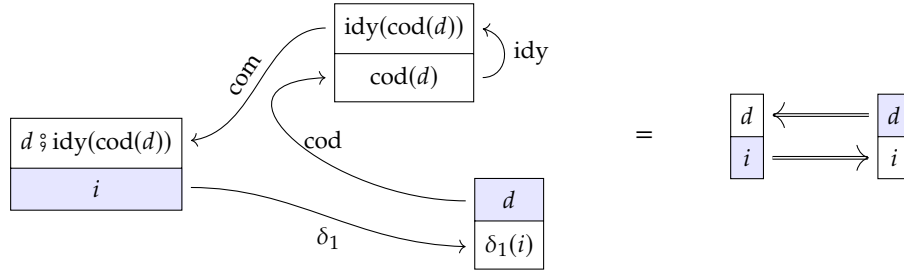 idy(cod(d))
idy
cod(d)
com
d ⨟ idy(cod(d))
cod
=
d
d
i
i
i
d
δ₁
δ₁(i)